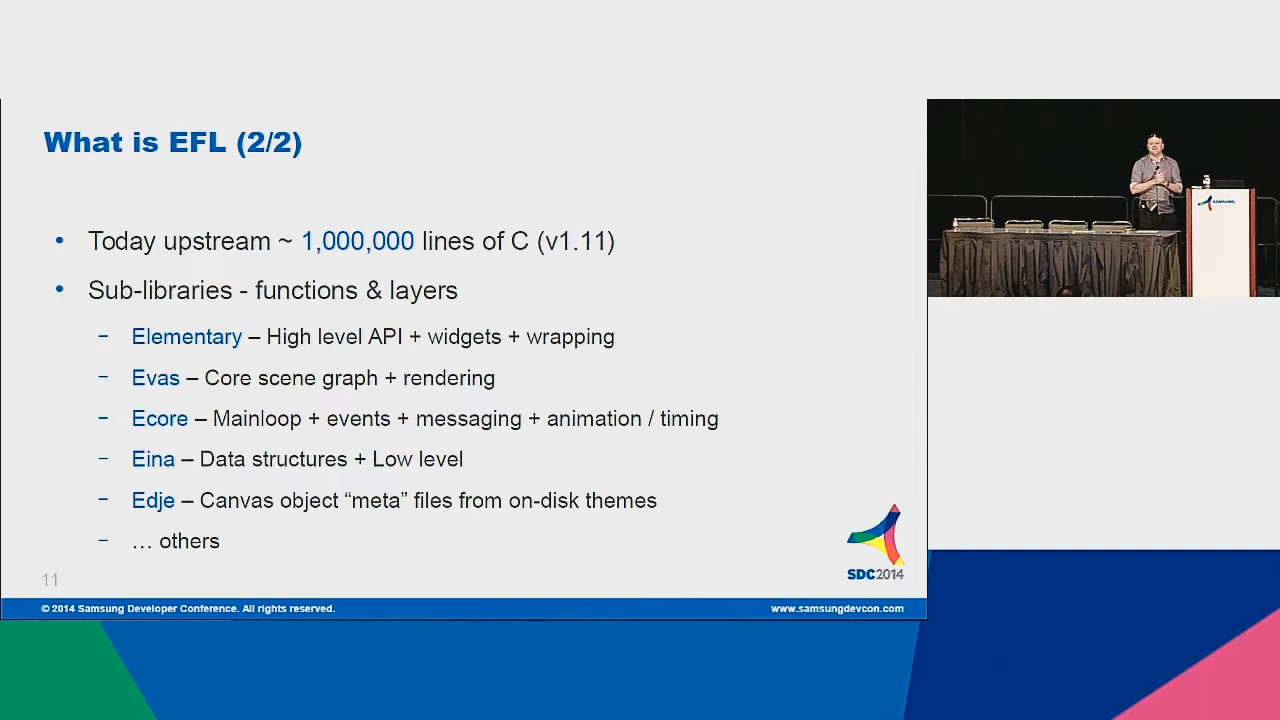 What is EFL (2/2)
• Today upstream ~ 1,000,000 lines of C (v1.11)
• Sub-libraries - functions & layers
– Elementary – High level API + widgets + wrapping
– Evas – Core scene graph + rendering
– Ecore – Mainloop + events + messaging + animation / timing
– Eina – Data structures + Low level
– Edje – Canvas object “meta” files from on-disk themes
– … others
SDC2014
11
© 2014 Samsung Developer Conference. All rights reserved.
www.samsungdevcon.com
SAMSUNG